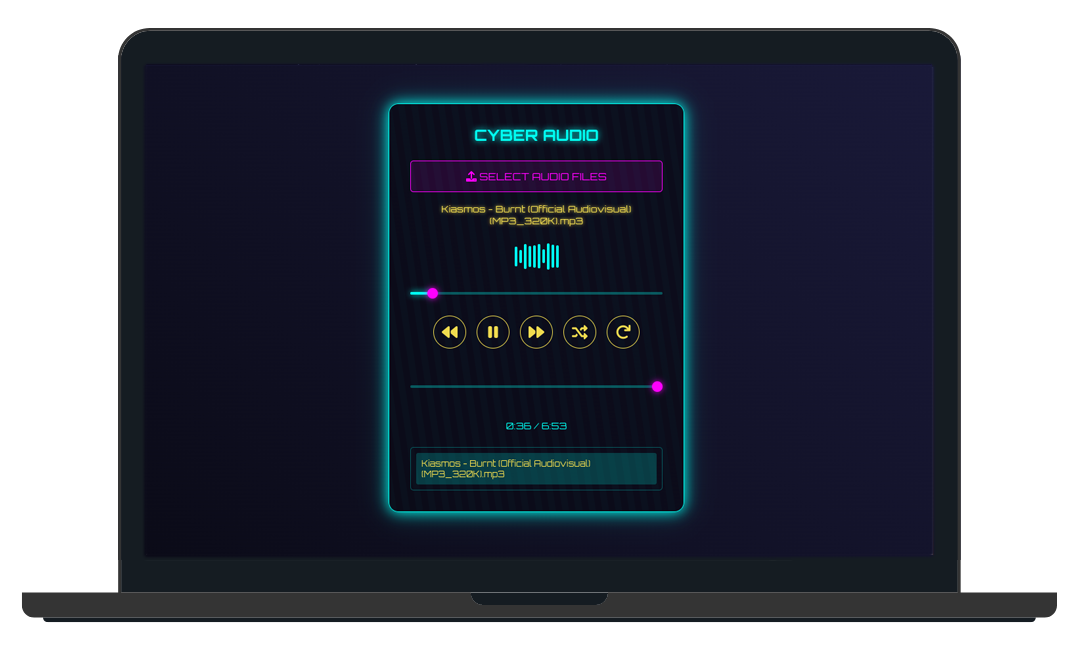 CYBER AUDIO
SELECT AUDIO FILES
Kiasmos - Burnt (Official Audiovisual)
(MP3_320K).mp3
0:36 / 6:53
Kiasmos - Burnt (Official Audiovisual)
(MP3_320K).mp3